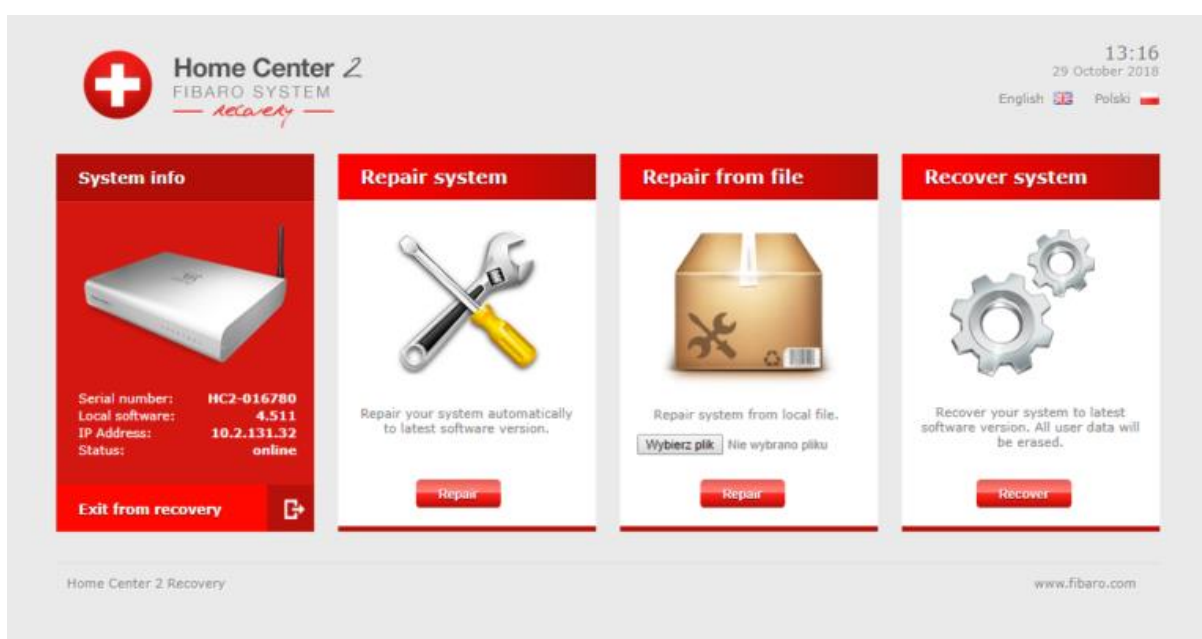 Home Center 2
FIBARO SYSTEM
recovery
13:16
29 October 2018
English Polski
System info
Serial number: HC2-016780
Local software: 4.511
IP Address: 10.2.131.32
Status: online
Exit from recovery
Repair system
Repair your system automatically
to latest software version.
Repair
Repair from file
Repair system from local file.
Wybierz plik Nie wybrano pliku
Repair
Recover system
Recover your system to latest
software version. All user data will
be erased.
Recover
Home Center 2 Recovery
www.fibaro.com